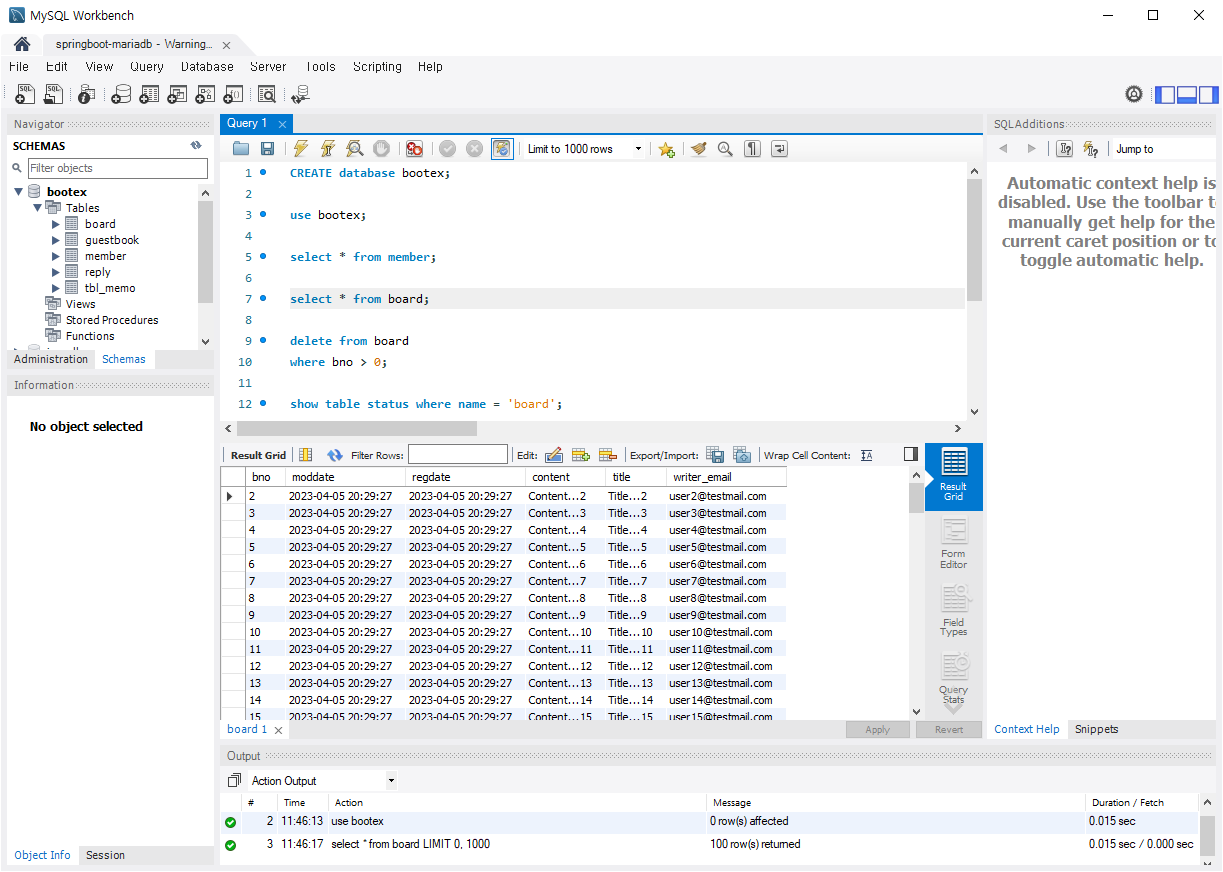 MySQL Workbench
springboot-mariadb - Warning...
File Edit View Query Database Server Tools Scripting Help
Navigator
SCHEMAS
Filter objects
bootex
Tables
board
guestbook
member
reply
tbl_memo
Views
Stored Procedures
Functions
Administration Schemas
Information
No object selected
Object Info Session
Query 1
Limit to 1000 rows
1 CREATE database bootex;
2
3 use bootex;
4
5 select * from member;
6
7 select * from board;
8
9 delete from board
10 where bno > 0;
11
12 show table status where name = 'board';
Result Grid Filter Rows: Edit: Export/Import: Wrap Cell Content:
bno moddate regdate content title writer_email
2 2023-04-05 20:29:27 2023-04-05 20:29:27 Content...2 Title...2 user2@testmail.com
3 2023-04-05 20:29:27 2023-04-05 20:29:27 Content...3 Title...3 user3@testmail.com
4 2023-04-05 20:29:27 2023-04-05 20:29:27 Content...4 Title...4 user4@testmail.com
5 2023-04-05 20:29:27 2023-04-05 20:29:27 Content...5 Title...5 user5@testmail.com
6 2023-04-05 20:29:27 2023-04-05 20:29:27 Content...6 Title...6 user6@testmail.com
7 2023-04-05 20:29:27 2023-04-05 20:29:27 Content...7 Title...7 user7@testmail.com
8 2023-04-05 20:29:27 2023-04-05 20:29:27 Content...8 Title...8 user8@testmail.com
9 2023-04-05 20:29:27 2023-04-05 20:29:27 Content...9 Title...9 user9@testmail.com
10 2023-04-05 20:29:27 2023-04-05 20:29:27 Content...10 Title...10 user10@testmail.com
11 2023-04-05 20:29:27 2023-04-05 20:29:27 Content...11 Title...11 user11@testmail.com
12 2023-04-05 20:29:27 2023-04-05 20:29:27 Content...12 Title...12 user12@testmail.com
13 2023-04-05 20:29:27 2023-04-05 20:29:27 Content...13 Title...13 user13@testmail.com
14 2023-04-05 20:29:27 2023-04-05 20:29:27 Content...14 Title...14 user14@testmail.com
15 2023-04-05 20:29:27 2023-04-05 20:29:27 Content...15 Title...15 user15@testmail.com
Result
Grid
Form
Editor
Field
Types
Query
Stats
board 1
Apply Revert
SQLAdditions
Jump to
Automatic context help is
disabled. Use the toolbar to
manually get help for the
current caret position or to
toggle automatic help.
Context Help Snippets
Output
Action Output
# Time Action Message Duration / Fetch
2 11:46:13 use bootex 0 row(s) affected 0.015 sec
3 11:46:17 select * from board LIMIT 0, 1000 100 row(s) returned 0.015 sec / 0.000 sec